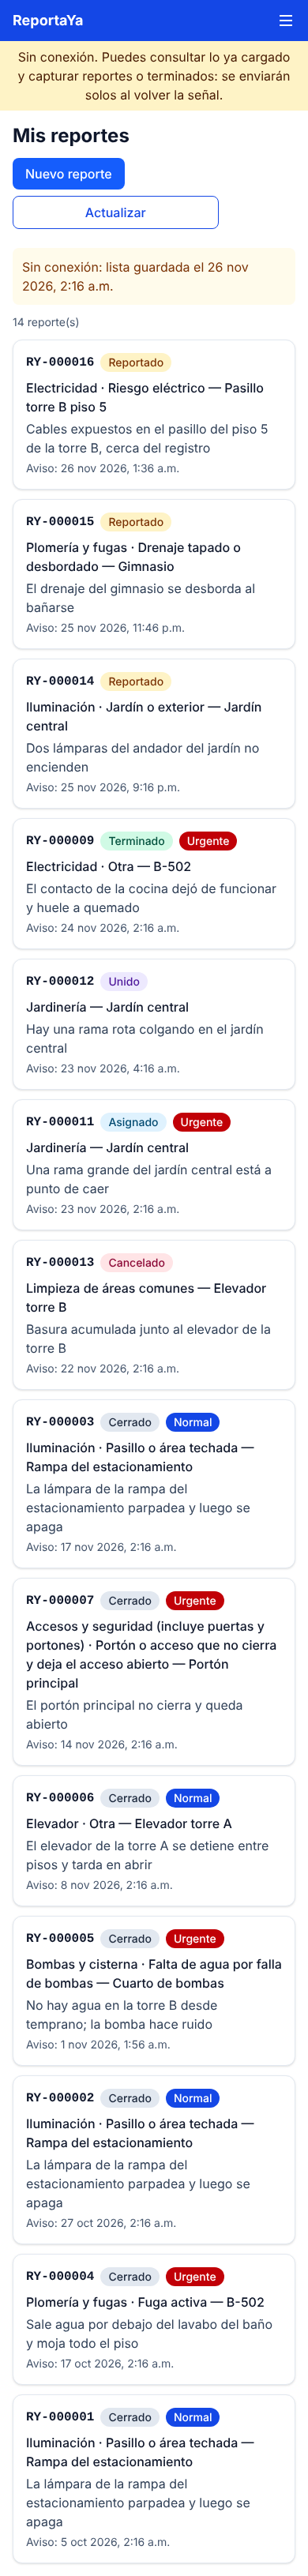 ReportaYa
Sin conexión. Puedes consultar lo ya cargado
y capturar reportes o terminados: se enviarán
solos al volver la señal.
Mis reportes
Nuevo reporte
Actualizar
Sin conexión: lista guardada el 26 nov
2026, 2:16 a.m.
14 reporte(s)
RY-000016 Reportado
Electricidad · Riesgo eléctrico — Pasillo
torre B piso 5
Cables expuestos en el pasillo del piso 5
de la torre B, cerca del registro
Aviso: 26 nov 2026, 1:36 a.m.
RY-000015 Reportado
Plomería y fugas · Drenaje tapado o
desbordado — Gimnasio
El drenaje del gimnasio se desborda al
bañarse
Aviso: 25 nov 2026, 11:46 p.m.
RY-000014 Reportado
Iluminación · Jardín o exterior — Jardín
central
Dos lámparas del andador del jardín no
encienden
Aviso: 25 nov 2026, 9:16 p.m.
RY-000009 Terminado Urgente
Electricidad · Otra — B-502
El contacto de la cocina dejó de funcionar
y huele a quemado
Aviso: 24 nov 2026, 2:16 a.m.
RY-000012 Unido
Jardinería — Jardín central
Hay una rama rota colgando en el jardín
central
Aviso: 23 nov 2026, 4:16 a.m.
RY-000011 Asignado Urgente
Jardinería — Jardín central
Una rama grande del jardín central está a
punto de caer
Aviso: 23 nov 2026, 2:16 a.m.
RY-000013 Cancelado
Limpieza de áreas comunes — Elevador
torre B
Basura acumulada junto al elevador de la
torre B
Aviso: 22 nov 2026, 2:16 a.m.
RY-000003 Cerrado Normal
Iluminación · Pasillo o área techada —
Rampa del estacionamiento
La lámpara de la rampa del
estacionamiento parpadea y luego se
apaga
Aviso: 17 nov 2026, 2:16 a.m.
RY-000007 Cerrado Urgente
Accesos y seguridad (incluye puertas y
portones) · Portón o acceso que no cierra
y deja el acceso abierto — Portón
principal
El portón principal no cierra y queda
abierto
Aviso: 14 nov 2026, 2:16 a.m.
RY-000006 Cerrado Normal
Elevador · Otra — Elevador torre A
El elevador de la torre A se detiene entre
pisos y tarda en abrir
Aviso: 8 nov 2026, 2:16 a.m.
RY-000005 Cerrado Urgente
Bombas y cisterna · Falta de agua por falla
de bombas — Cuarto de bombas
No hay agua en la torre B desde
temprano; la bomba hace ruido
Aviso: 1 nov 2026, 1:56 a.m.
RY-000002 Cerrado Normal
Iluminación · Pasillo o área techada —
Rampa del estacionamiento
La lámpara de la rampa del
estacionamiento parpadea y luego se
apaga
Aviso: 27 oct 2026, 2:16 a.m.
RY-000004 Cerrado Urgente
Plomería y fugas · Fuga activa — B-502
Sale agua por debajo del lavabo del baño
y moja todo el piso
Aviso: 17 oct 2026, 2:16 a.m.
RY-000001 Cerrado Normal
Iluminación · Pasillo o área techada —
Rampa del estacionamiento
La lámpara de la rampa del
estacionamiento parpadea y luego se
apaga
Aviso: 5 oct 2026, 2:16 a.m.